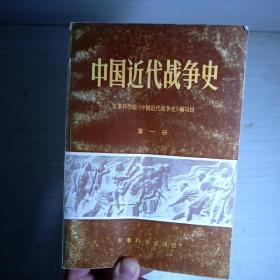 中国近代战争史
军事科学院《中国近代战争史》编写组
第一册
军事科学出版社